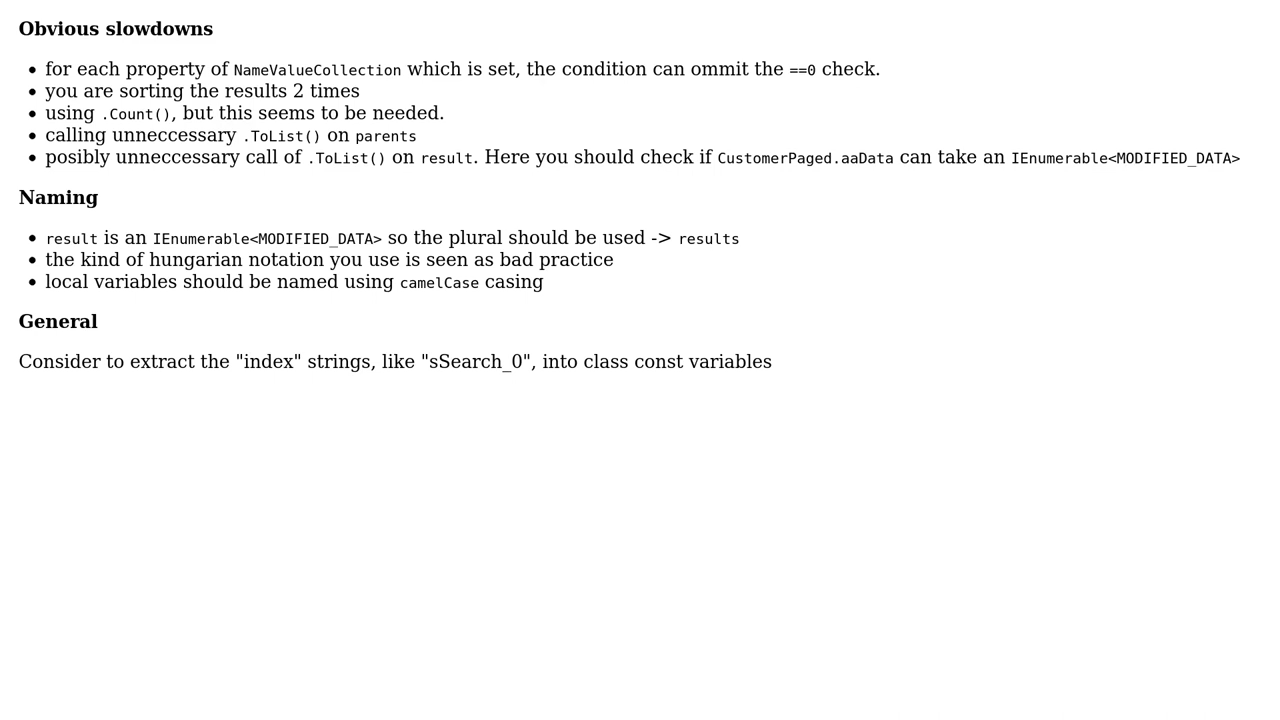 Obvious slowdowns
for each property of NameValueCollection which is set, the condition can ommit the ==0 check.
you are sorting the results 2 times
using .Count(), but this seems to be needed.
calling unneccessary .ToList() on parents
posibly unneccessary call of .ToList() on result. Here you should check if CustomerPaged.aaData can take an IEnumerable<MODIFIED_DATA>
Naming
result is an IEnumerable<MODIFIED_DATA> so the plural should be used -> results
the kind of hungarian notation you use is seen as bad practice
local variables should be named using camelCase casing
General
Consider to extract the "index" strings, like "sSearch_0", into class const variables